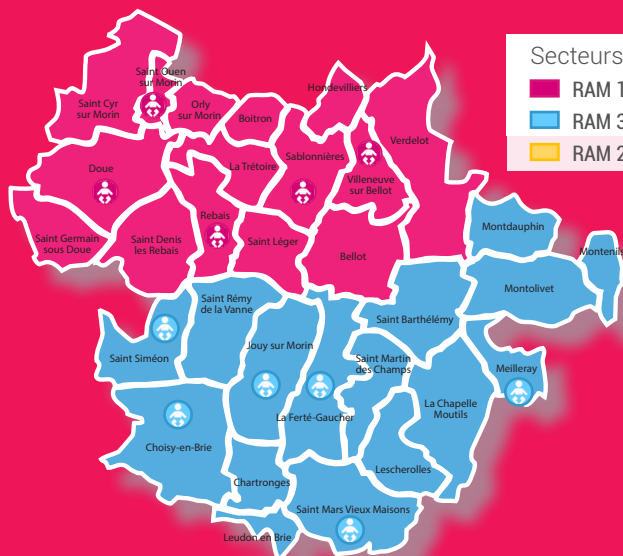 Secteurs
RAM 1
RAM 3
RAM 2
Saint Ouen
sur Morin
Saint Cyr
sur Morin
Orly
sur Morin
Boitron
Hondevilliers
Verdelot
Doue
La Trétoire
Sablonnières
Villeneuve
sur Bellot
Rebais
Saint Germain
sous Doue
Saint Denis
les Rebais
Saint Léger
Bellot
Montdauphin
Montenils
Montolivet
Saint Rémy
de la Vanne
Saint Barthélémy
Saint Siméon
Jouy sur Morin
Saint Martin
des Champs
Meilleray
La Ferté-Gaucher
La Chapelle
Moutils
Choisy-en-Brie
Lescherolles
Chartronges
Saint Mars Vieux Maisons
Leudon en Brie